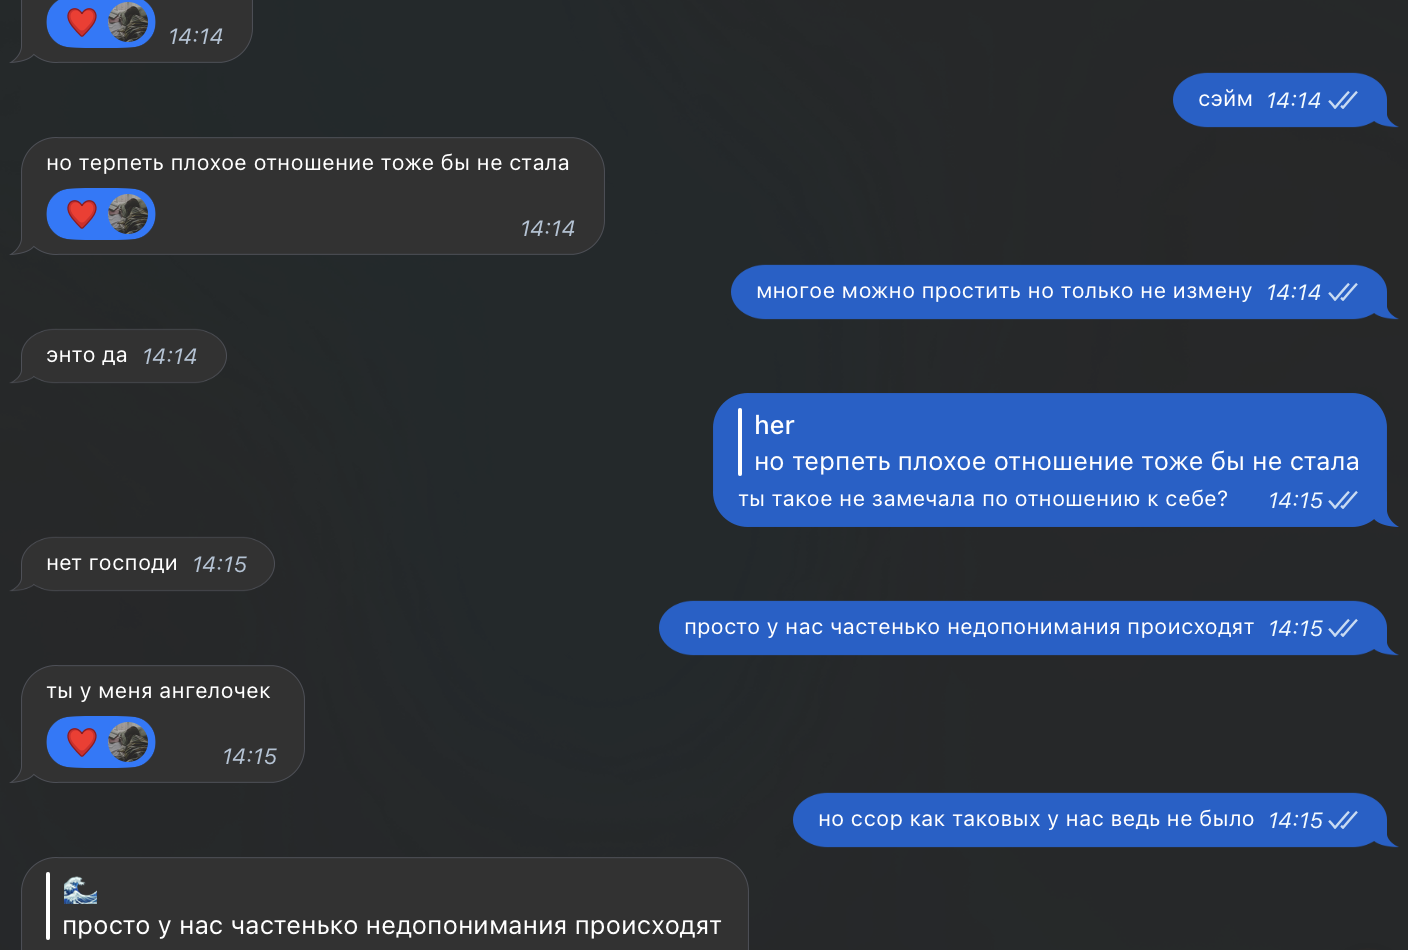 14:14
сэйм 14:14
но терпеть плохое отношение тоже бы не стала
14:14
многое можно простить но только не измену 14:14
энто да 14:14
her
но терпеть плохое отношение тоже бы не стала
ты такое не замечала по отношению к себе? 14:15
нет господи 14:15
просто у нас частенько недопонимания происходят 14:15
ты у меня ангелочек
14:15
но ссор как таковых у нас ведь не было 14:15
просто у нас частенько недопонимания происходят